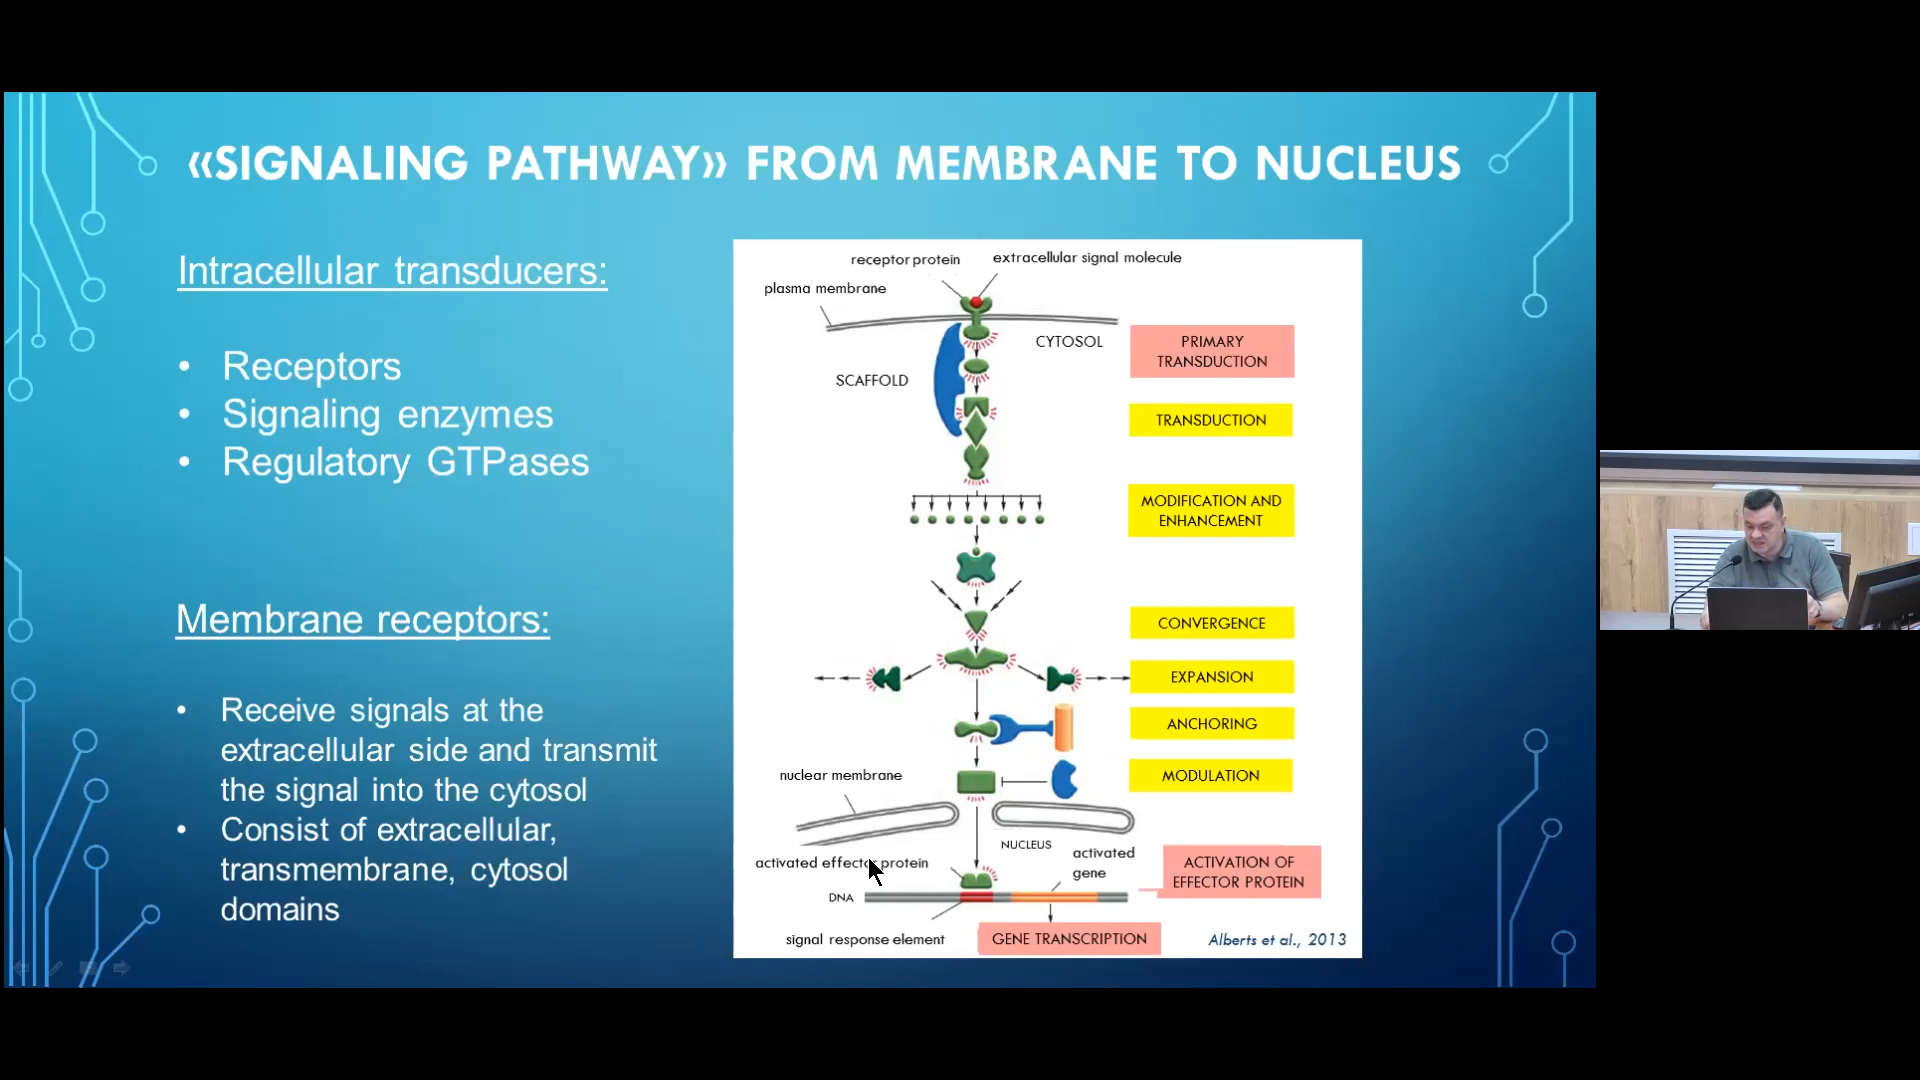 «SIGNALING PATHWAY» FROM MEMBRANE TO NUCLEUS
Intracellular transducers:
• Receptors
• Signaling enzymes
• Regulatory GTPases
Membrane receptors:
• Receive signals at the
extracellular side and transmit
the signal into the cytosol
• Consist of extracellular,
transmembrane, cytosol
domains
receptor protein
extracellular signal molecule
plasma membrane
CYTOSOL
PRIMARY
TRANSDUCTION
SCAFFOLD
TRANSDUCTION
MODIFICATION AND
ENHANCEMENT
CONVERGENCE
EXPANSION
ANCHORING
MODULATION
nuclear membrane
NUCLEUS
activated effector protein
activated
gene
ACTIVATION OF
EFFECTOR PROTEIN
DNA
signal response element
GENE TRANSCRIPTION
Alberts et al., 2013